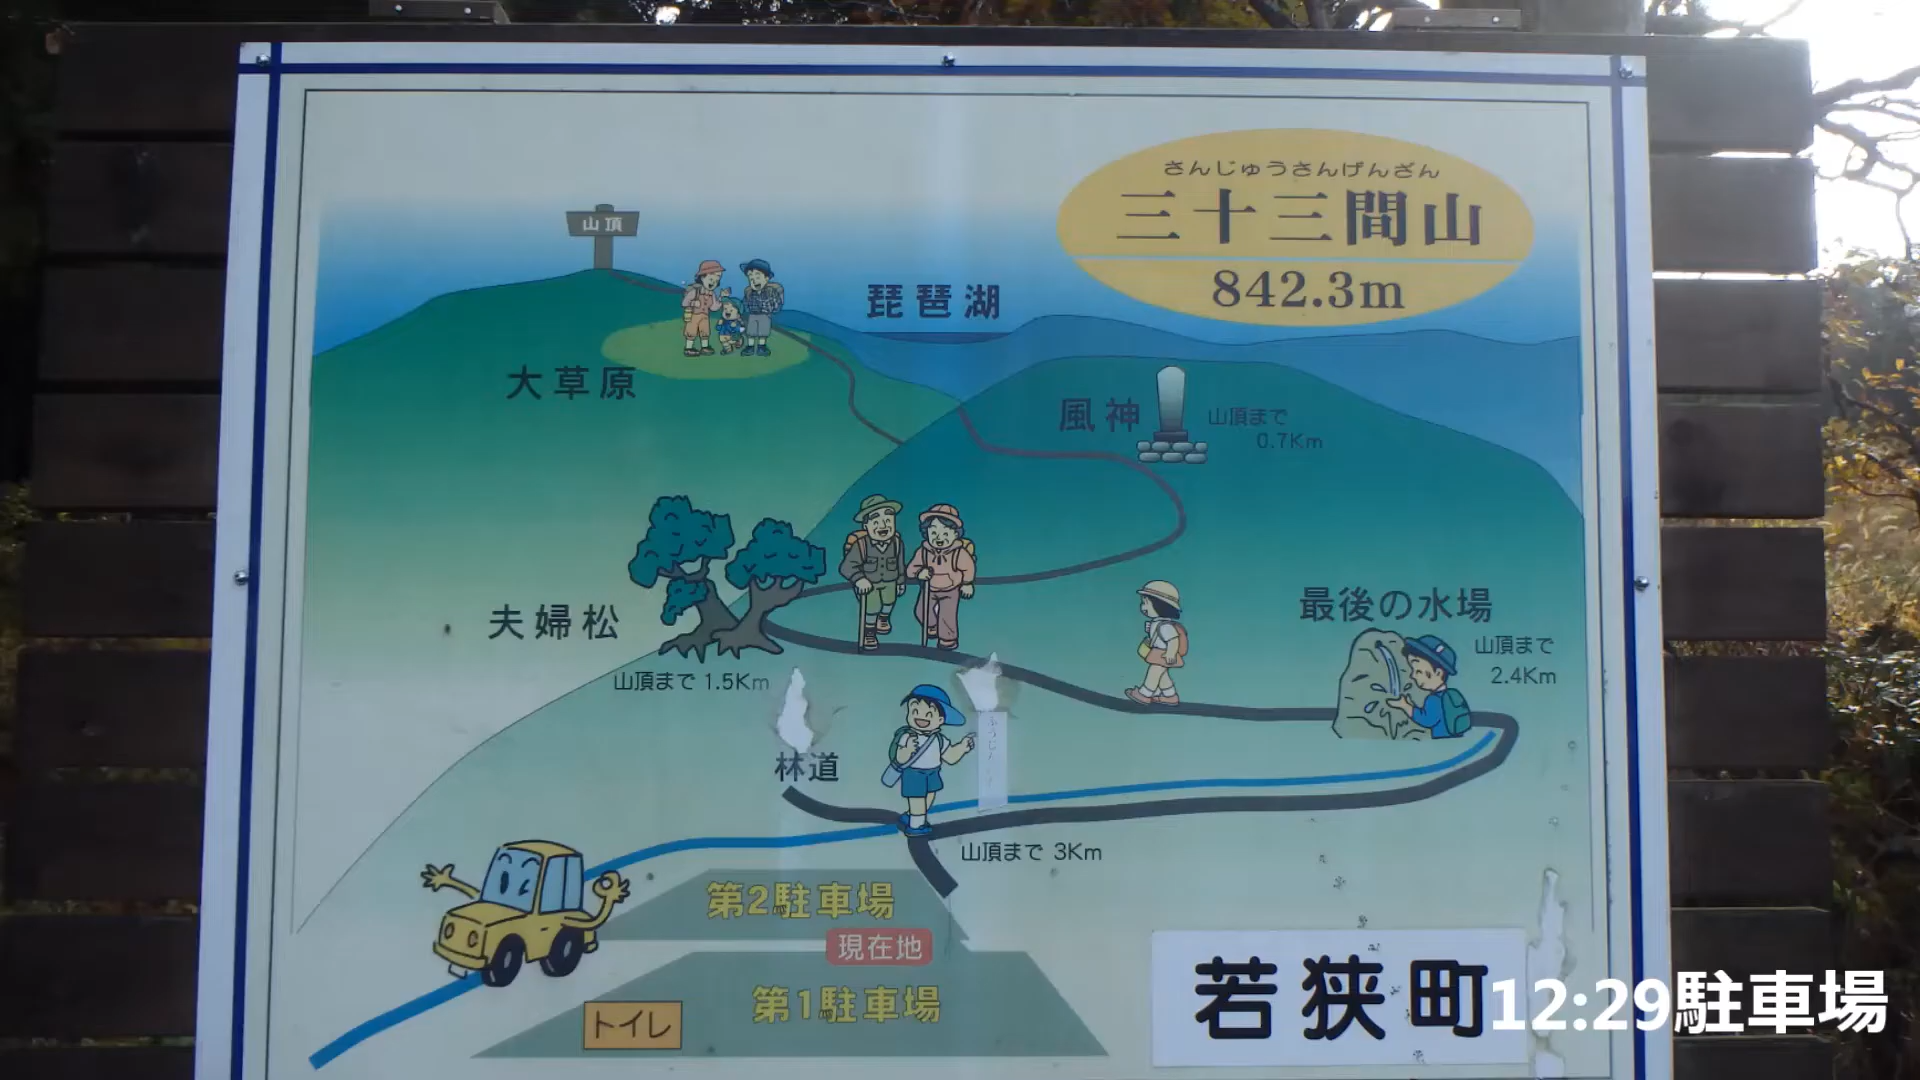 さんじゅうさんげんざん
三十三間山
842.3m
山頂
琵琶湖
大草原
風神
山頂まで
0.7Km
夫婦松
山頂まで 1.5Km
最後の水場
山頂まで
2.4Km
林道
山頂まで 3Km
第2駐車場
現在地
第1駐車場
トイレ
若狭町
12:29駐車場